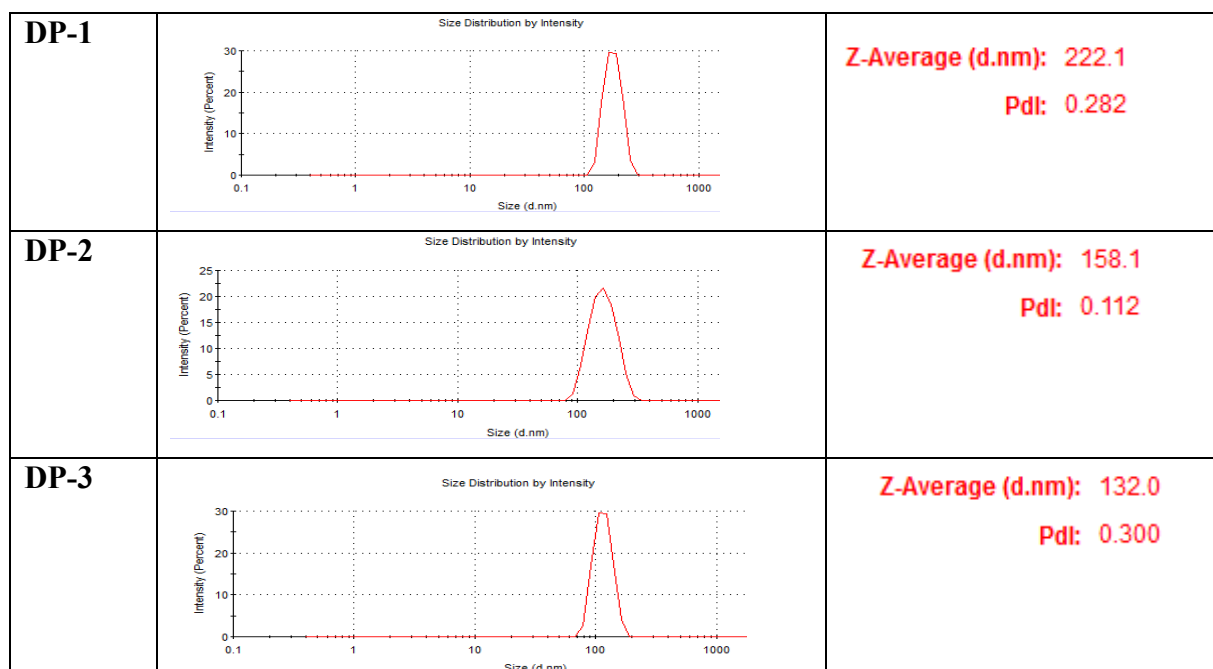 DP-1
Size Distribution by Intensity
30
20
10
0
Intensity (Percent)
0.1 1 10 100 1000
Size (d.nm)
Z-Average (d.nm): 222.1
PdI: 0.282
DP-2
Size Distribution by Intensity
25
20
15
10
5
0
Intensity (Percent)
0.1 1 10 100 1000
Size (d.nm)
Z-Average (d.nm): 158.1
PdI: 0.112
DP-3
Size Distribution by Intensity
30
20
10
0
Intensity (Percent)
0.1 1 10 100 1000
Size (d.nm)
Z-Average (d.nm): 132.0
PdI: 0.300